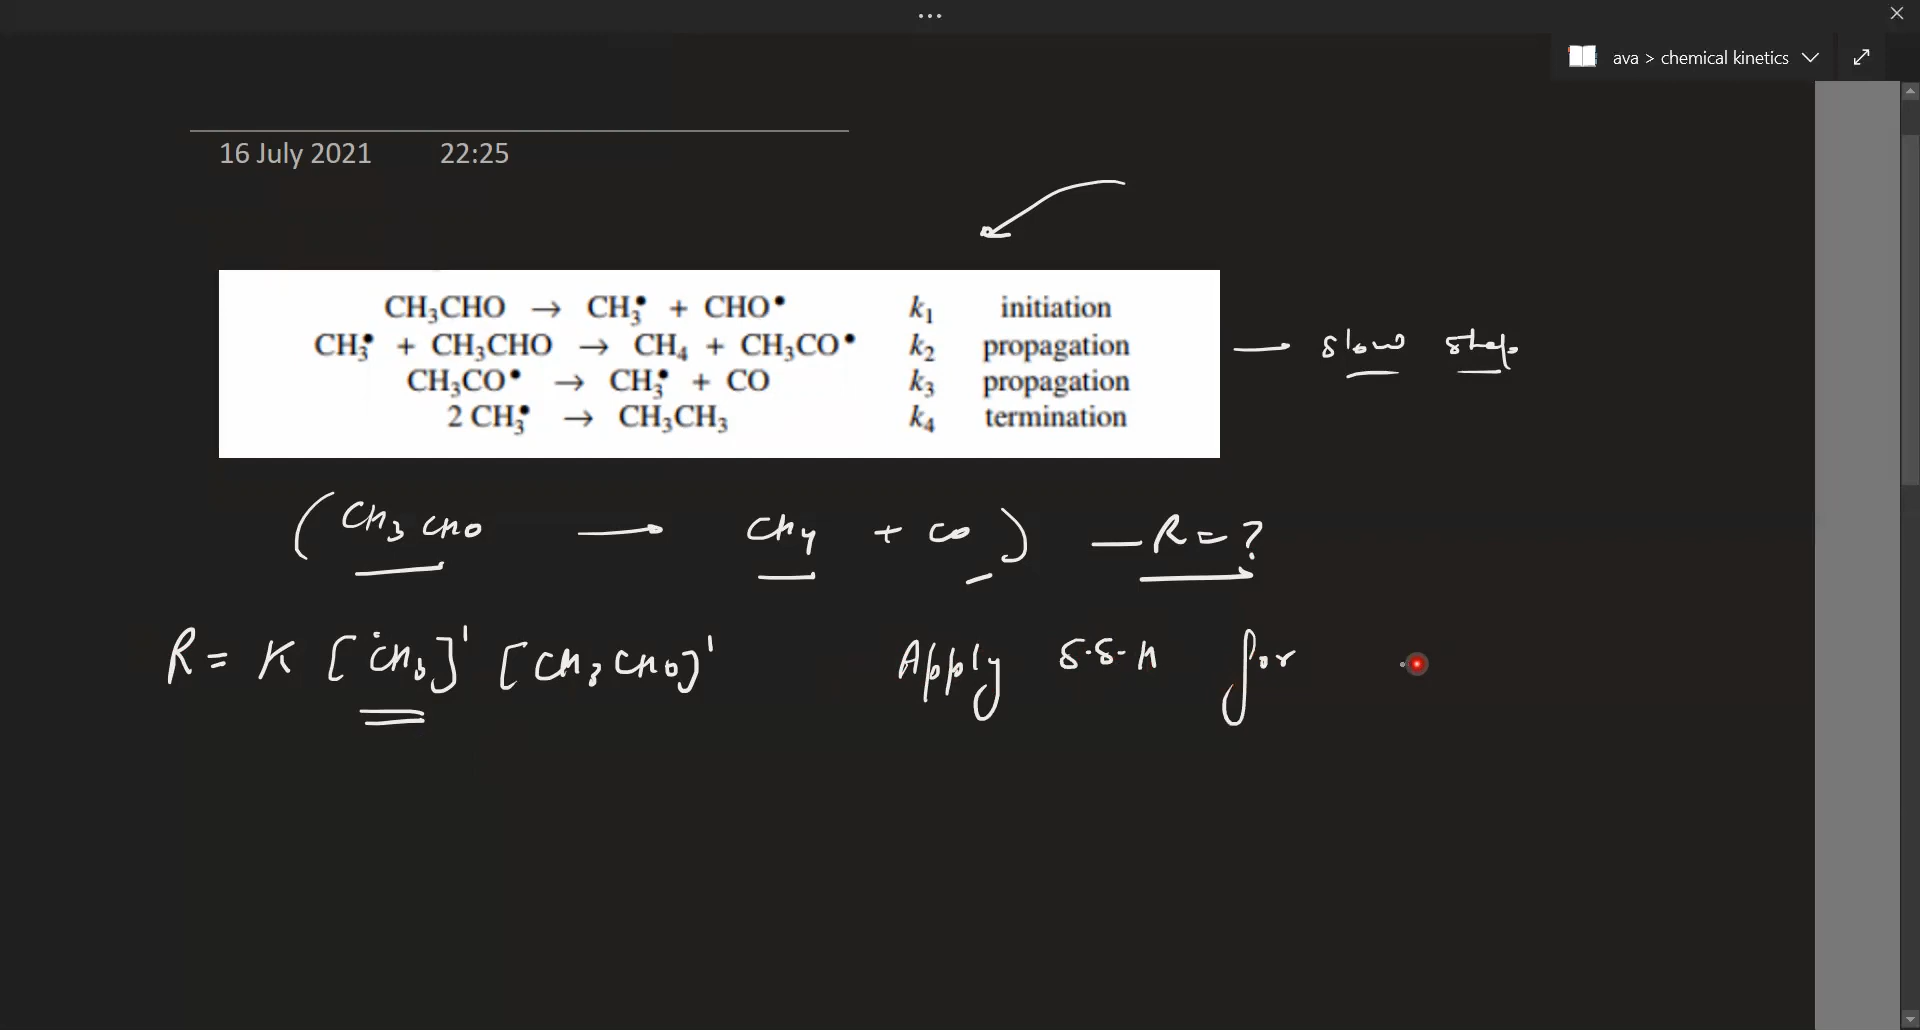 ...
ava > chemical kinetics
16 July 2021 22:25
CH₃CHO → CH₃• + CHO• k₁ initiation
CH₃• + CH₃CHO → CH₄ + CH₃CO• k₂ propagation — slow step
CH₃CO• → CH₃• + CO k₃ propagation
2 CH₃• → CH₃CH₃ k₄ termination
(CH₃CHO → CH₄ + CO) — R = ?
R = K [ĊH₃]' [CH₃CHO]' Apply S.S.A for